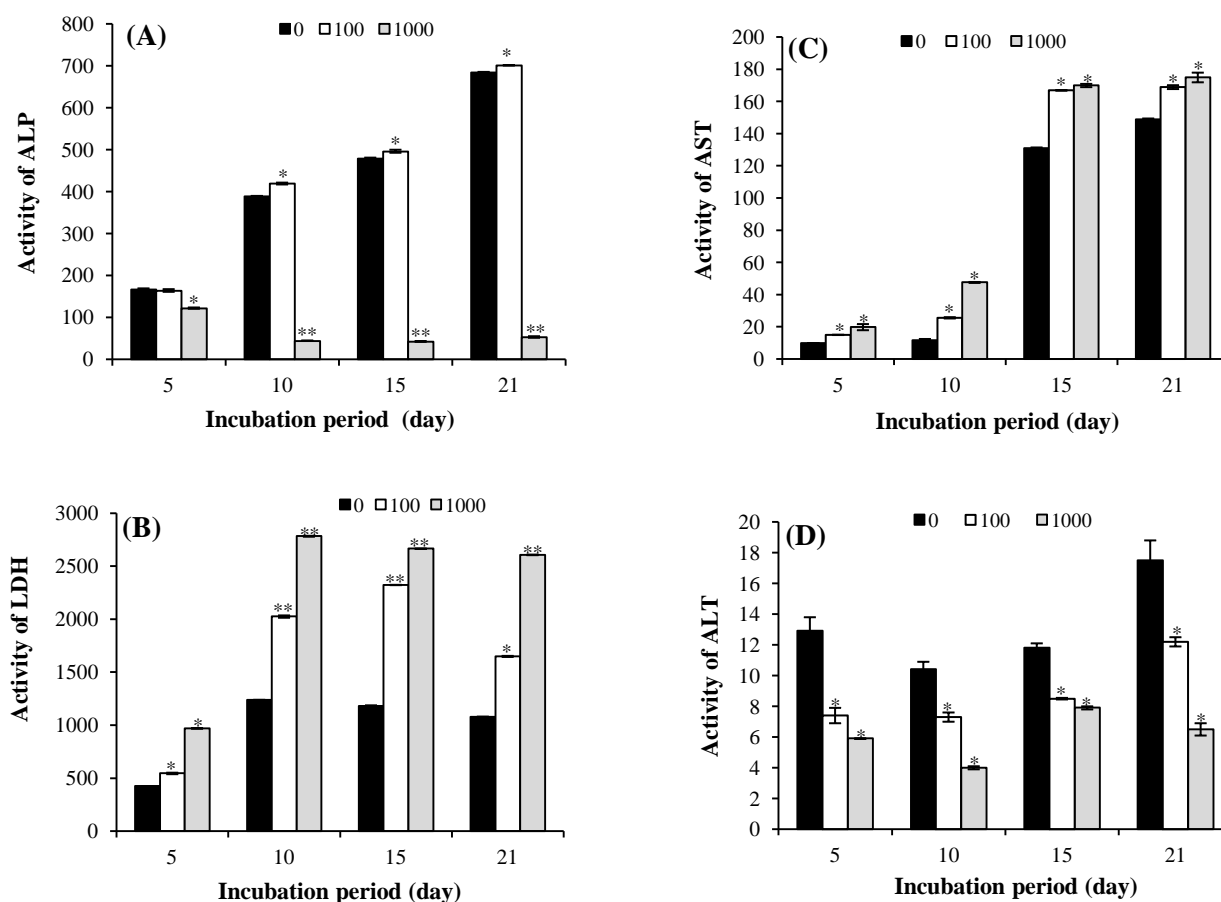 (A)
0 100 1000
Activity of ALP
800
700
600
500
400
300
200
100
0
*
*
**
*
**
*
**
*
5 10 15 21
Incubation period (day)
(C)
0 100 1000
Activity of AST
200
180
160
140
120
100
80
60
40
20
0
* *
* *
* *
* *
5 10 15 21
Incubation period (day)
(B)
0 100 1000
Activity of LDH
3000
2500
2000
1500
1000
500
0
* *
** **
** **
* **
5 10 15 21
Incubation period (day)
(D)
0 100 1000
Activity of ALT
20
18
16
14
12
10
8
6
4
2
0
* *
* *
* *
* *
5 10 15 21
Incubation period (day)